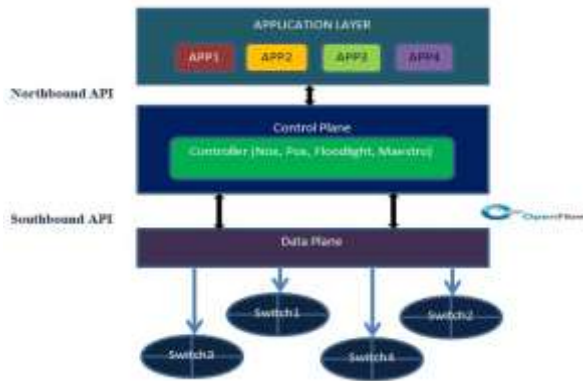 APPLICATION LAYER
APP1 APP2 APP3 APP4
Northbound API
Control Plane
Controller (Nox, Pox, Floodlight, Maestro)
Southbound API
OpenFlow
Data Plane
Switch1
Switch2
Switch3
Switch4